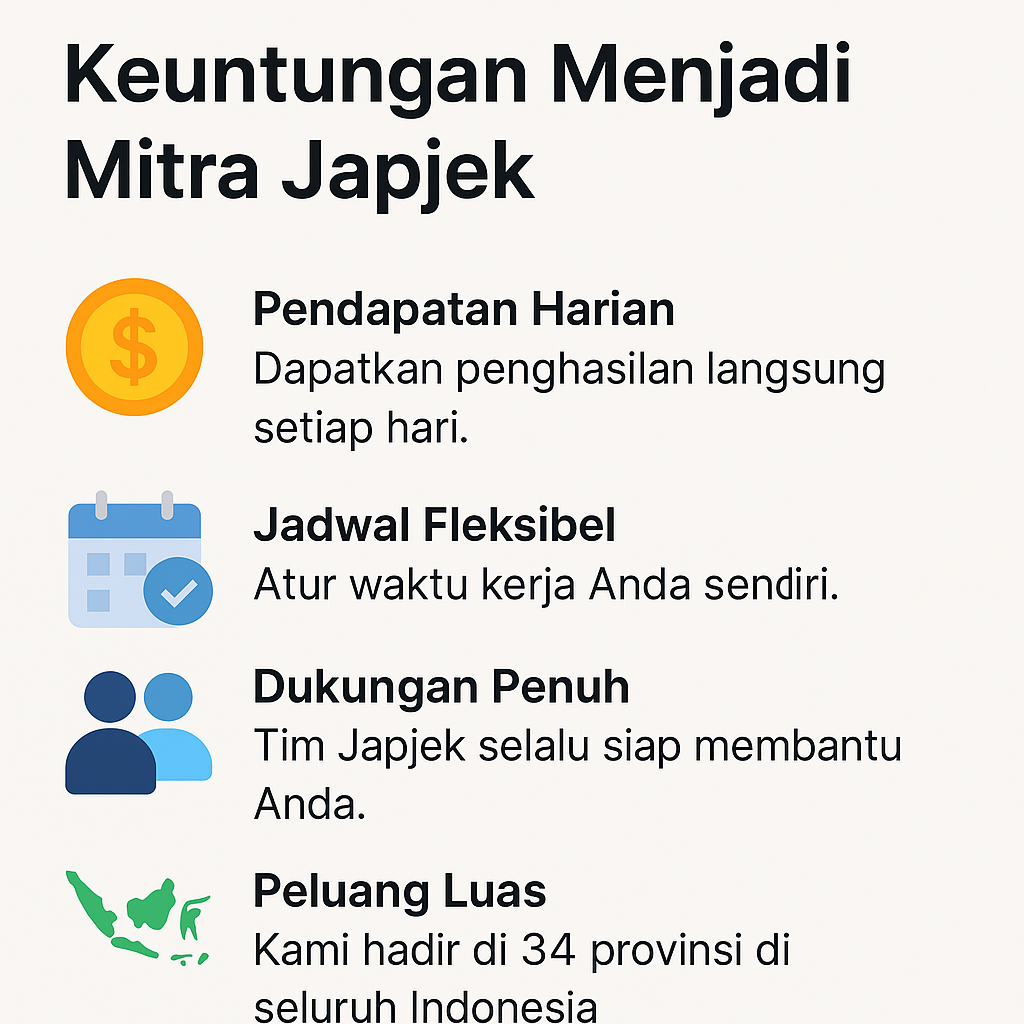 Keuntungan Menjadi
Mitra Japjek
$
Pendapatan Harian
Dapatkan penghasilan langsung
setiap hari.
Jadwal Fleksibel
Atur waktu kerja Anda sendiri.
Dukungan Penuh
Tim Japjek selalu siap membantu
Anda.
Peluang Luas
Kami hadir di 34 provinsi di
seluruh Indonesia